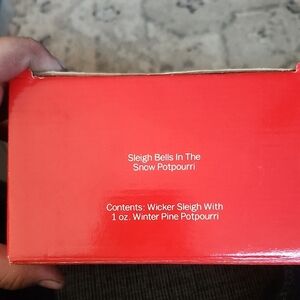 Sleigh Bells In The
Snow Potpourri
Contents: Wicker Sleigh With
1 oz. Winter Pine Potpourri